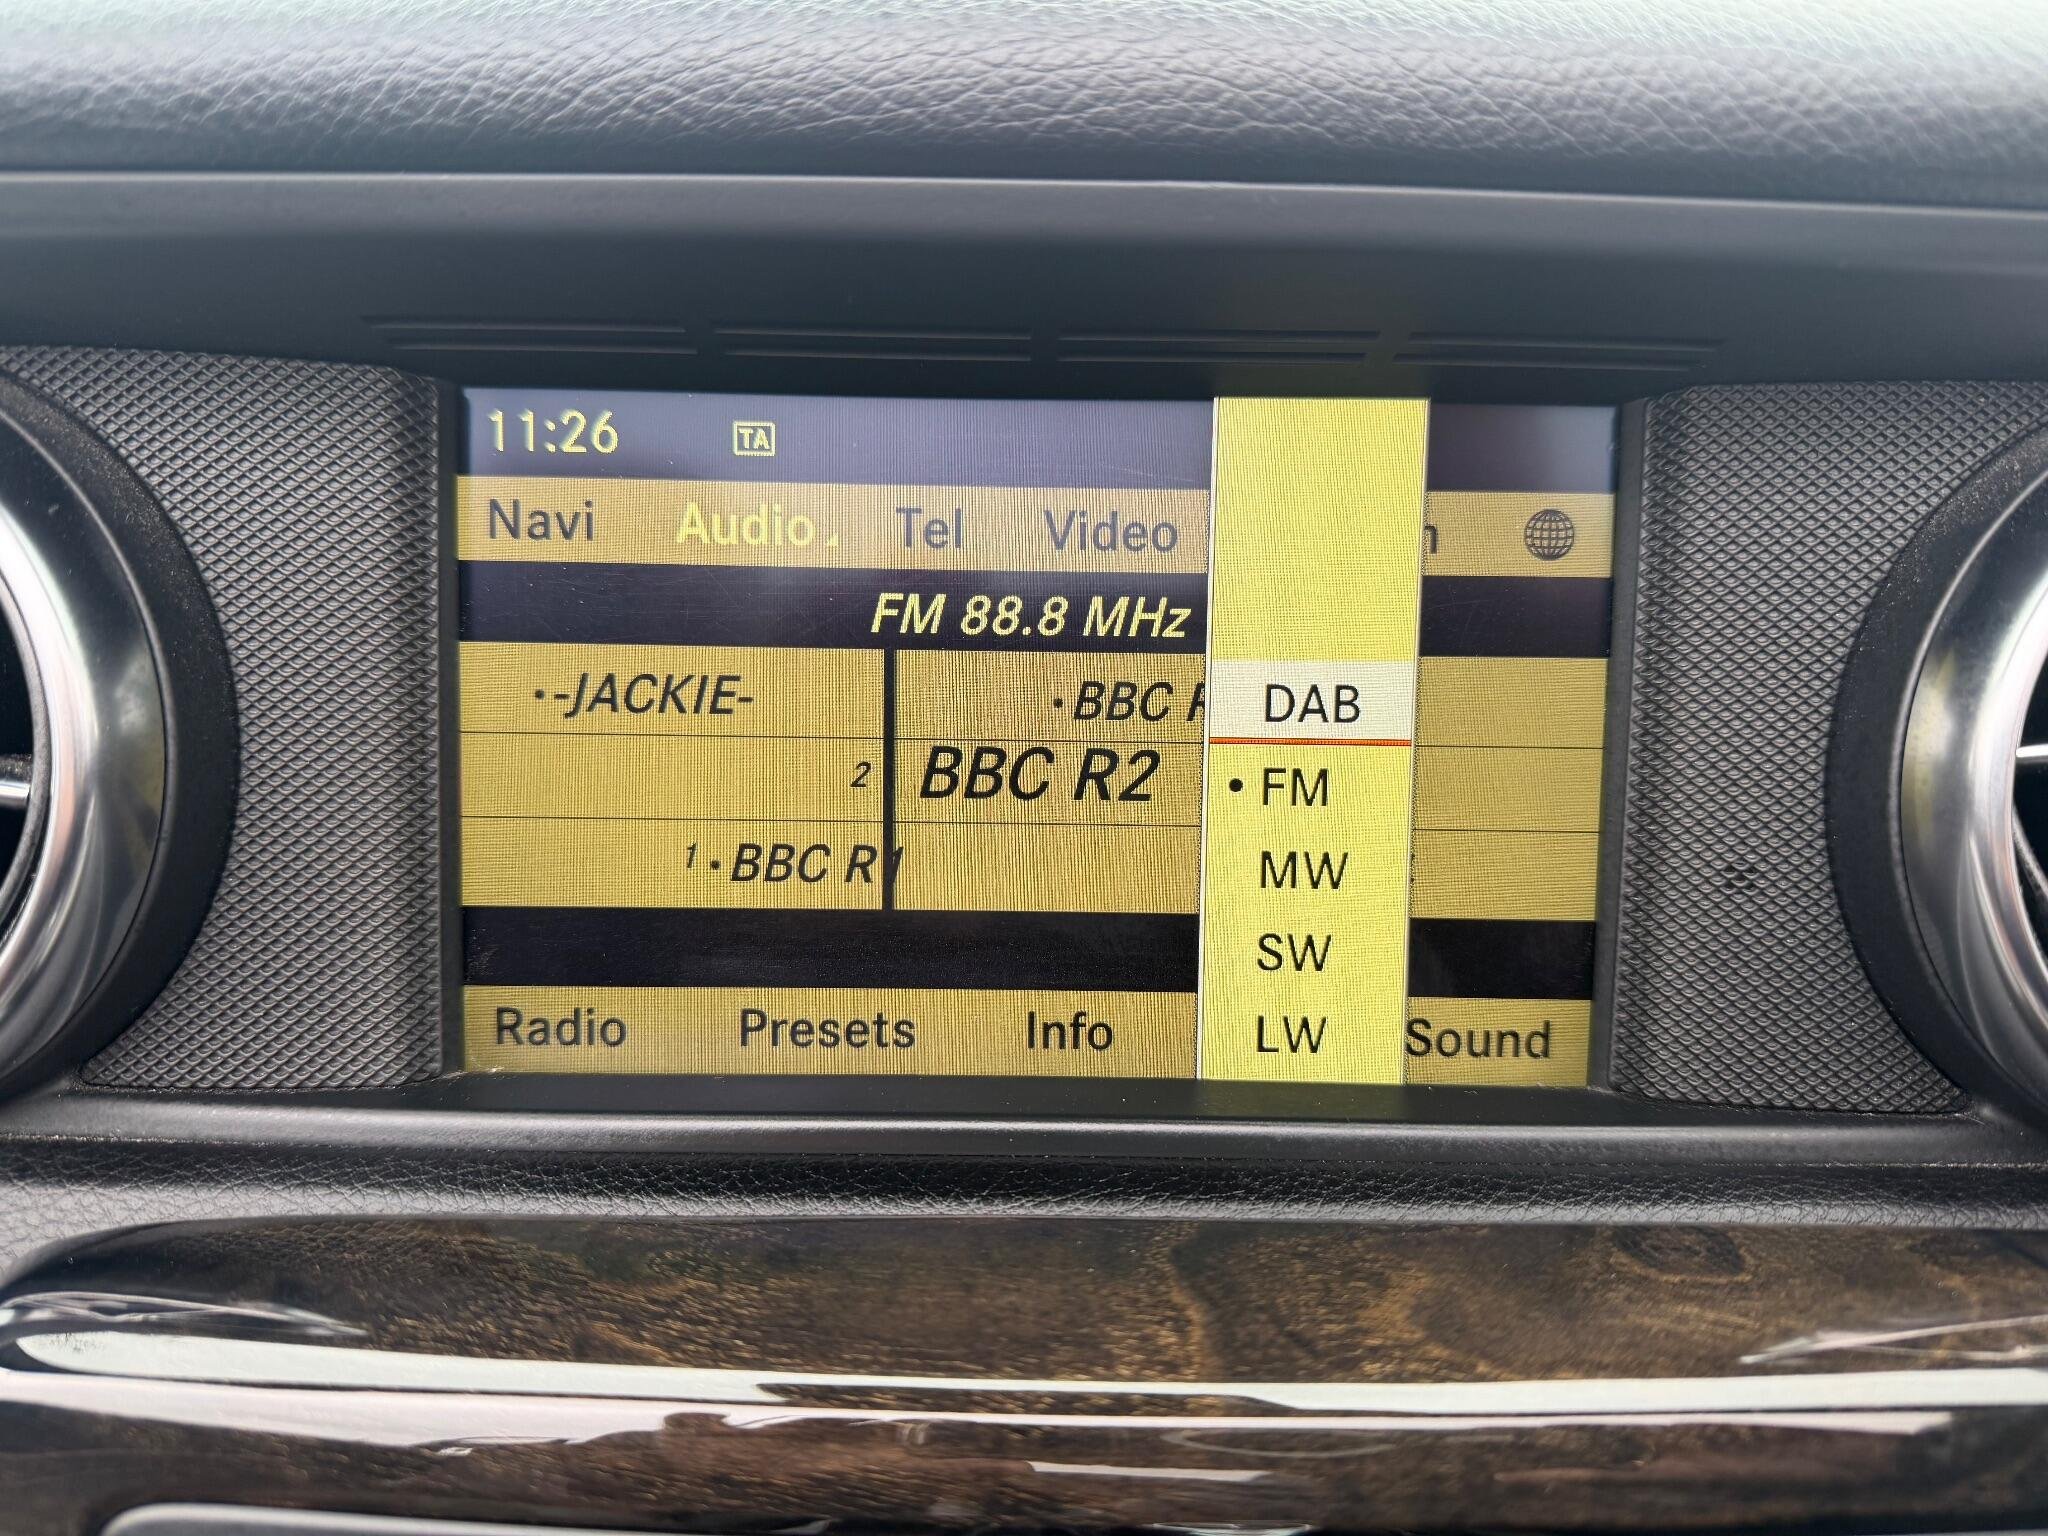 11:26 TA
Navi Audio Tel Video
FM 88.8 MHz
•-JACKIE- •BBC
2 BBC R2
1 •BBC R1
DAB
• FM
MW
SW
LW
Radio Presets Info Sound